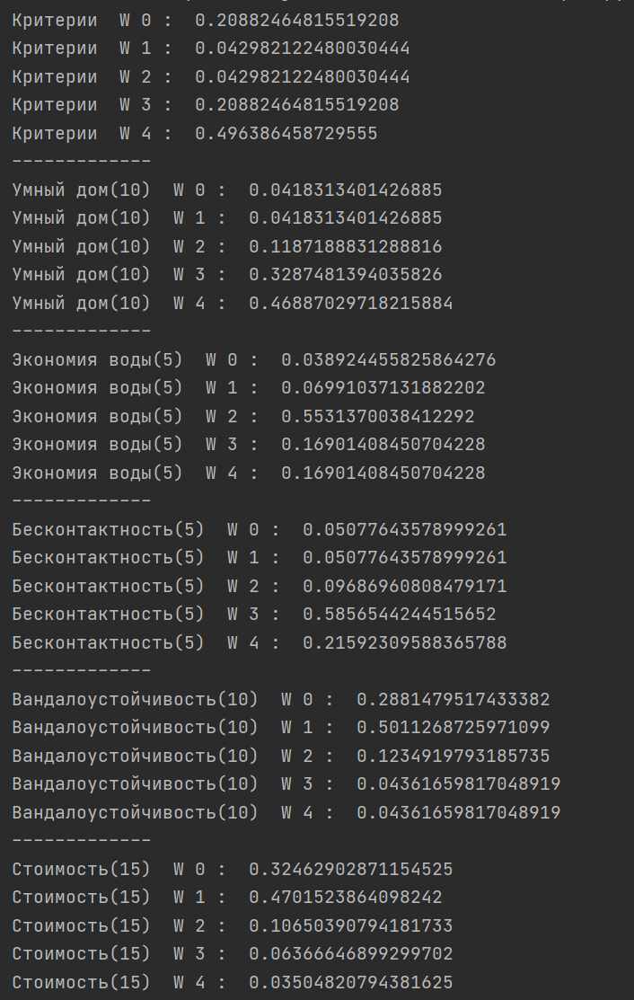 Критерии  W 0 :  0.20882464815519208
Критерии  W 1 :  0.042982122480030444
Критерии  W 2 :  0.042982122480030444
Критерии  W 3 :  0.20882464815519208
Критерии  W 4 :  0.496386458729555
-------------
Умный дом(10)  W 0 :  0.0418313401426885
Умный дом(10)  W 1 :  0.0418313401426885
Умный дом(10)  W 2 :  0.1187188831288816
Умный дом(10)  W 3 :  0.3287481394035826
Умный дом(10)  W 4 :  0.46887029718215884
-------------
Экономия воды(5)  W 0 :  0.038924455825864276
Экономия воды(5)  W 1 :  0.06991037131882202
Экономия воды(5)  W 2 :  0.5531370038412292
Экономия воды(5)  W 3 :  0.16901408450704228
Экономия воды(5)  W 4 :  0.16901408450704228
-------------
Бесконтактность(5)  W 0 :  0.05077643578999261
Бесконтактность(5)  W 1 :  0.05077643578999261
Бесконтактность(5)  W 2 :  0.09686960808479171
Бесконтактность(5)  W 3 :  0.5856544244515652
Бесконтактность(5)  W 4 :  0.21592309588365788
-------------
Вандалоустойчивость(10)  W 0 :  0.2881479517433382
Вандалоустойчивость(10)  W 1 :  0.5011268725971099
Вандалоустойчивость(10)  W 2 :  0.1234919793185735
Вандалоустойчивость(10)  W 3 :  0.04361659817048919
Вандалоустойчивость(10)  W 4 :  0.04361659817048919
-------------
Стоимость(15)  W 0 :  0.32462902871154525
Стоимость(15)  W 1 :  0.4701523864098242
Стоимость(15)  W 2 :  0.10650390794181733
Стоимость(15)  W 3 :  0.06366646899299702
Стоимость(15)  W 4 :  0.03504820794381625